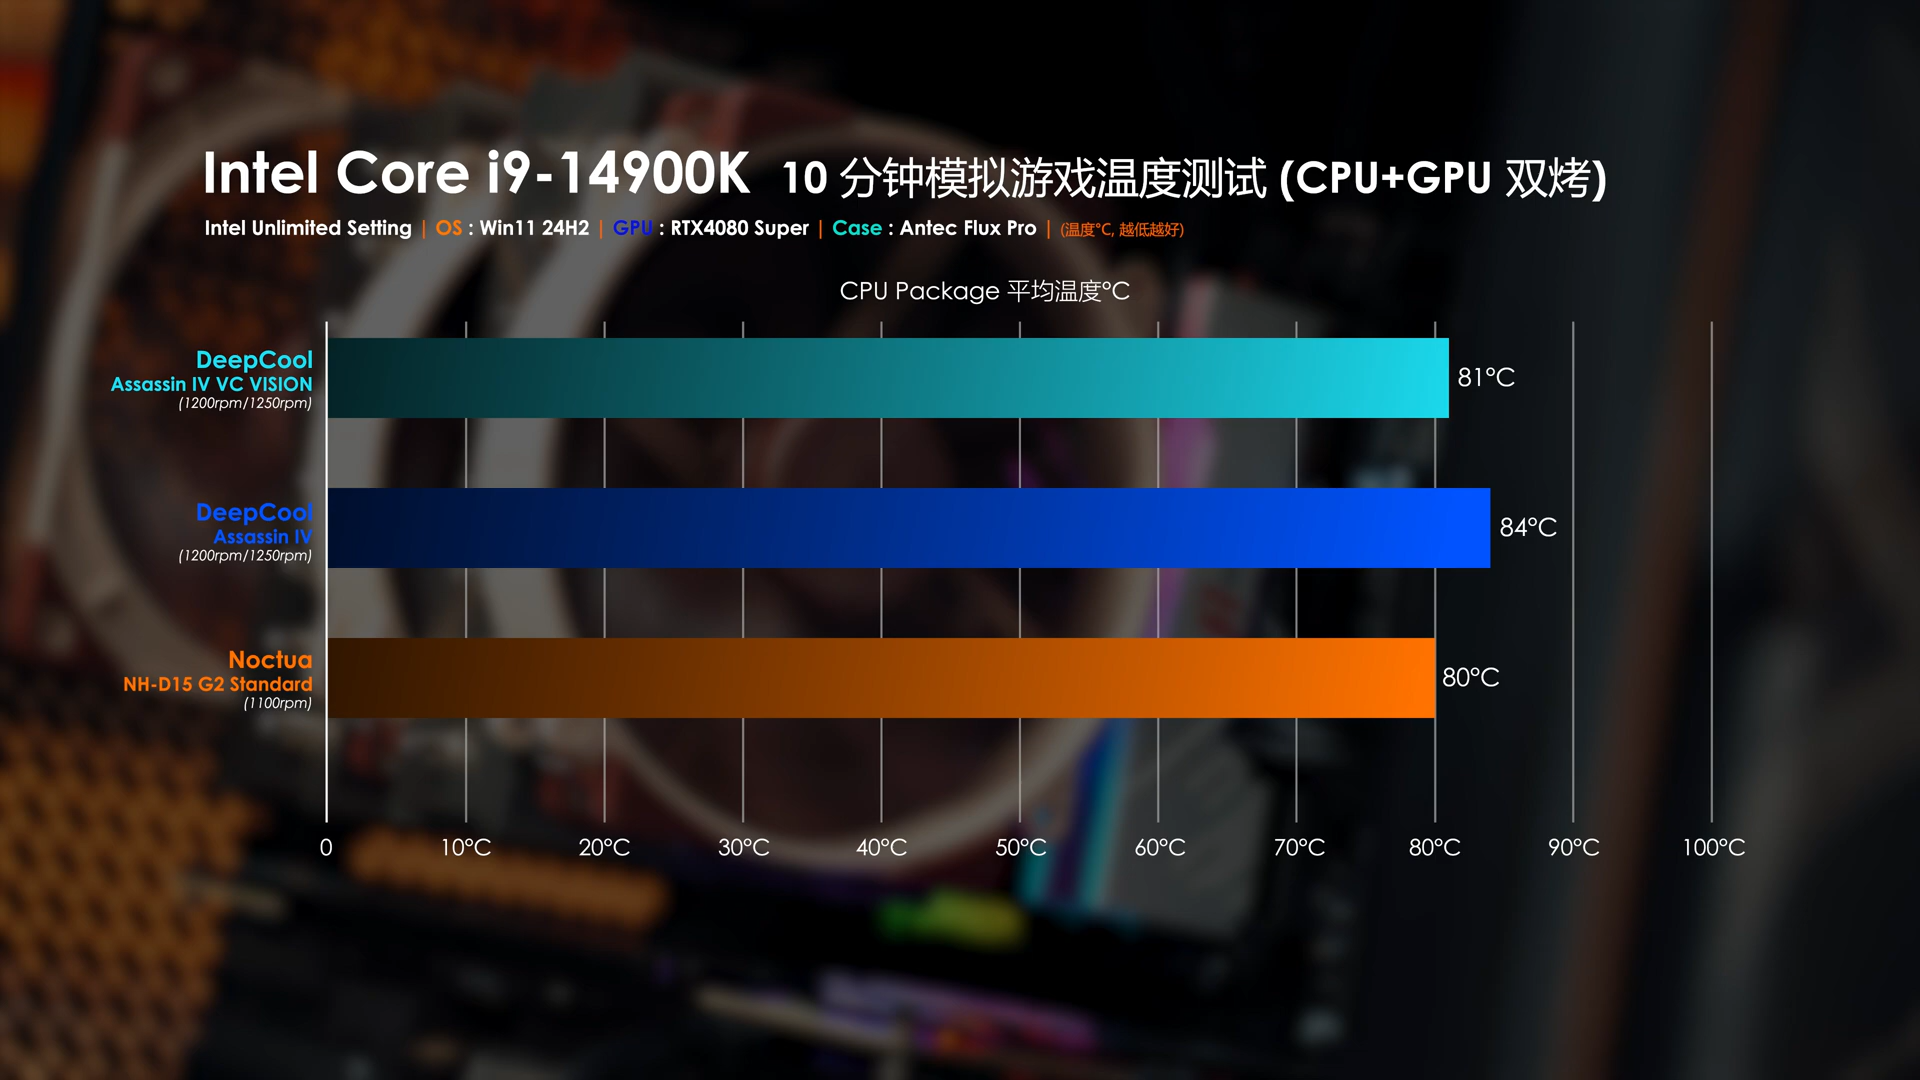 Intel Core i9-14900K 10 分钟模拟游戏温度测试 (CPU+GPU 双烤)
Intel Unlimited Setting | OS : Win11 24H2 | GPU : RTX4080 Super | Case : Antec Flux Pro | (温度°C, 越低越好)
CPU Package 平均温度°C
DeepCool
Assassin IV VC VISION
(1200rpm/1250rpm)
81°C
DeepCool
Assassin IV
(1200rpm/1250rpm)
84°C
Noctua
NH-D15 G2 Standard
(1100rpm)
80°C
0 10°C 20°C 30°C 40°C 50°C 60°C 70°C 80°C 90°C 100°C